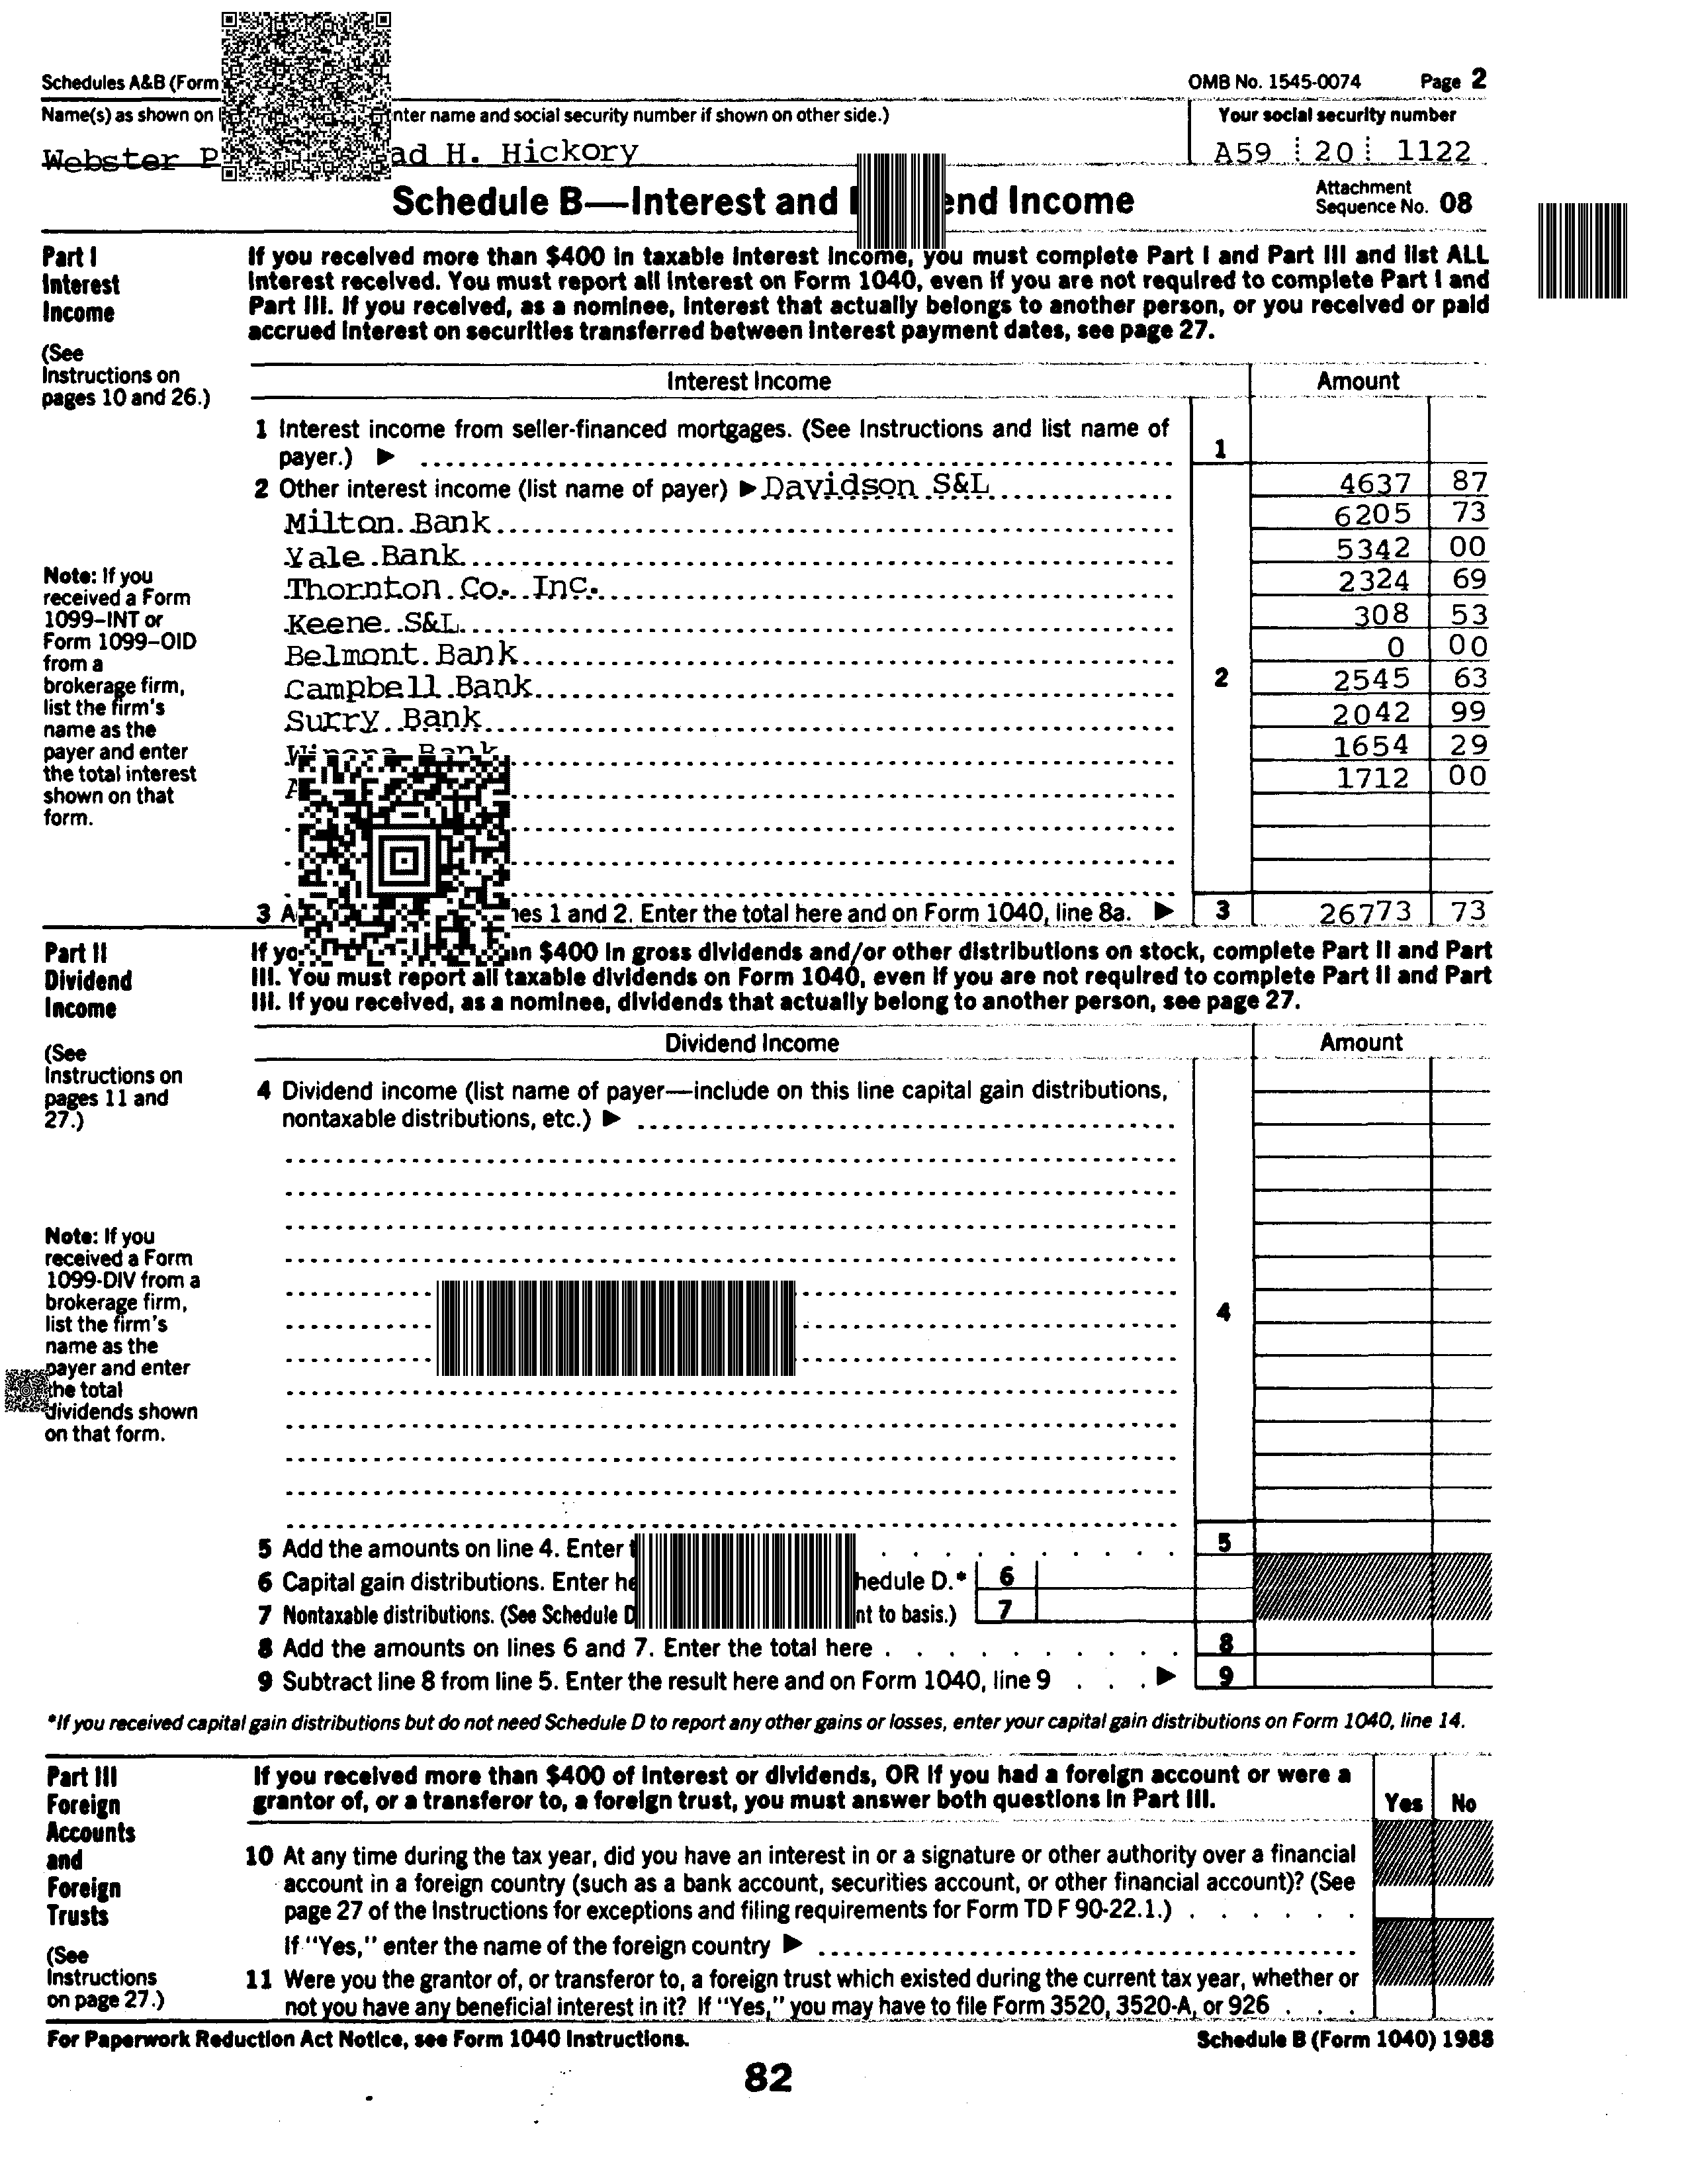 Schedules A&B (Form
OMB No. 1545-0074 Page 2
Name(s) as shown on nter name and social security number if shown on other side.) Your social security number
Webster P ad H. Hickory A59 20 1122
Schedule B—Interest and end Income Attachment Sequence No. 08
Part I
Interest
Income
(See
Instructions on
pages 10 and 26.)
If you received more than $400 in taxable interest income, you must complete Part I and Part III and list ALL
interest received. You must report all interest on Form 1040, even if you are not required to complete Part I and
Part III. If you received, as a nominee, interest that actually belongs to another person, or you received or paid
accrued interest on securities transferred between interest payment dates, see page 27.
Interest Income Amount
1 Interest income from seller-financed mortgages. (See Instructions and list name of
payer.) ▶ 1
2 Other interest income (list name of payer) ▶ Davidson S&L 4637 87
Milton Bank 6205 73
Yale Bank 5342 00
Thornton Co. Inc. 2324 69
Keene S&L 308 53
Belmont Bank 0 00
Campbell Bank 2 2545 63
Surry Bank 2042 99
Winona Bank 1654 29
1712 00
Note: If you
received a Form
1099–INT or
Form 1099–OID
from a
brokerage firm,
list the firm's
name as the
payer and enter
the total interest
shown on that
form.
3 A nes 1 and 2. Enter the total here and on Form 1040, line 8a. ▶ 3 26773 73
Part II
Dividend
Income
(See
Instructions on
pages 11 and
27.)
If yo an $400 in gross dividends and/or other distributions on stock, complete Part II and Part
III. You must report all taxable dividends on Form 1040, even if you are not required to complete Part II and Part
III. If you received, as a nominee, dividends that actually belong to another person, see page 27.
Dividend Income Amount
4 Dividend income (list name of payer—include on this line capital gain distributions,
nontaxable distributions, etc.) ▶
4
Note: If you
received a Form
1099-DIV from a
brokerage firm,
list the firm's
name as the
payer and enter
the total
dividends shown
on that form.
5 Add the amounts on line 4. Enter 5
6 Capital gain distributions. Enter he hedule D.* 6
7 Nontaxable distributions. (See Schedule D nt to basis.) 7
8 Add the amounts on lines 6 and 7. Enter the total here 8
9 Subtract line 8 from line 5. Enter the result here and on Form 1040, line 9 ▶ 9
*If you received capital gain distributions but do not need Schedule D to report any other gains or losses, enter your capital gain distributions on Form 1040, line 14.
Part III
Foreign
Accounts
and
Foreign
Trusts
(See
Instructions
on page 27.)
If you received more than $400 of interest or dividends, OR if you had a foreign account or were a
grantor of, or a transferor to, a foreign trust, you must answer both questions in Part III. Yes No
10 At any time during the tax year, did you have an interest in or a signature or other authority over a financial
account in a foreign country (such as a bank account, securities account, or other financial account)? (See
page 27 of the Instructions for exceptions and filing requirements for Form TD F 90-22.1.)
If "Yes," enter the name of the foreign country ▶
11 Were you the grantor of, or transferor to, a foreign trust which existed during the current tax year, whether or
not you have any beneficial interest in it? If "Yes," you may have to file Form 3520, 3520-A, or 926
For Paperwork Reduction Act Notice, see Form 1040 Instructions. Schedule B (Form 1040) 1988
82